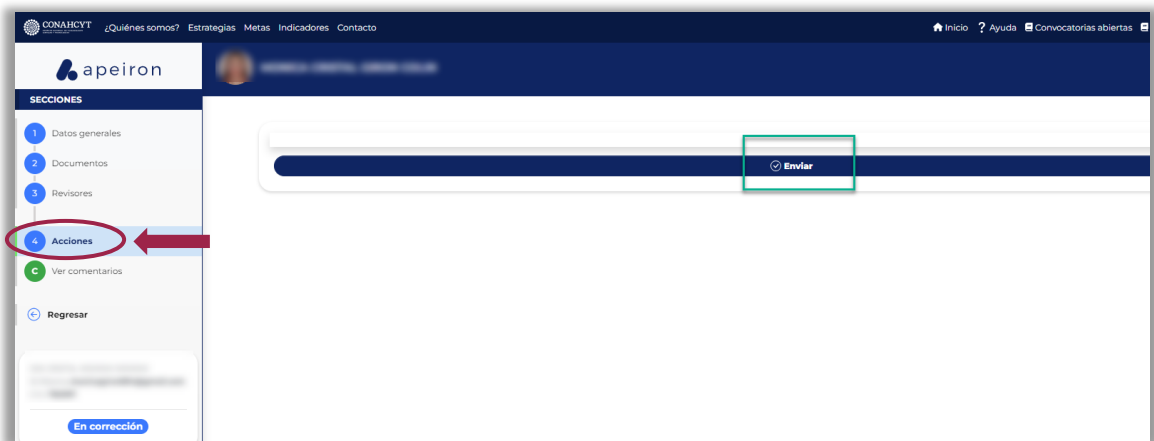 CONAHCYT ¿Quiénes somos? Estrategias Metas Indicadores Contacto Inicio ? Ayuda Convocatorias abiertas
apeiron
SECCIONES
1 Datos generales
2 Documentos
3 Revisores
4 Acciones
C Ver comentarios
Regresar
En corrección
Enviar